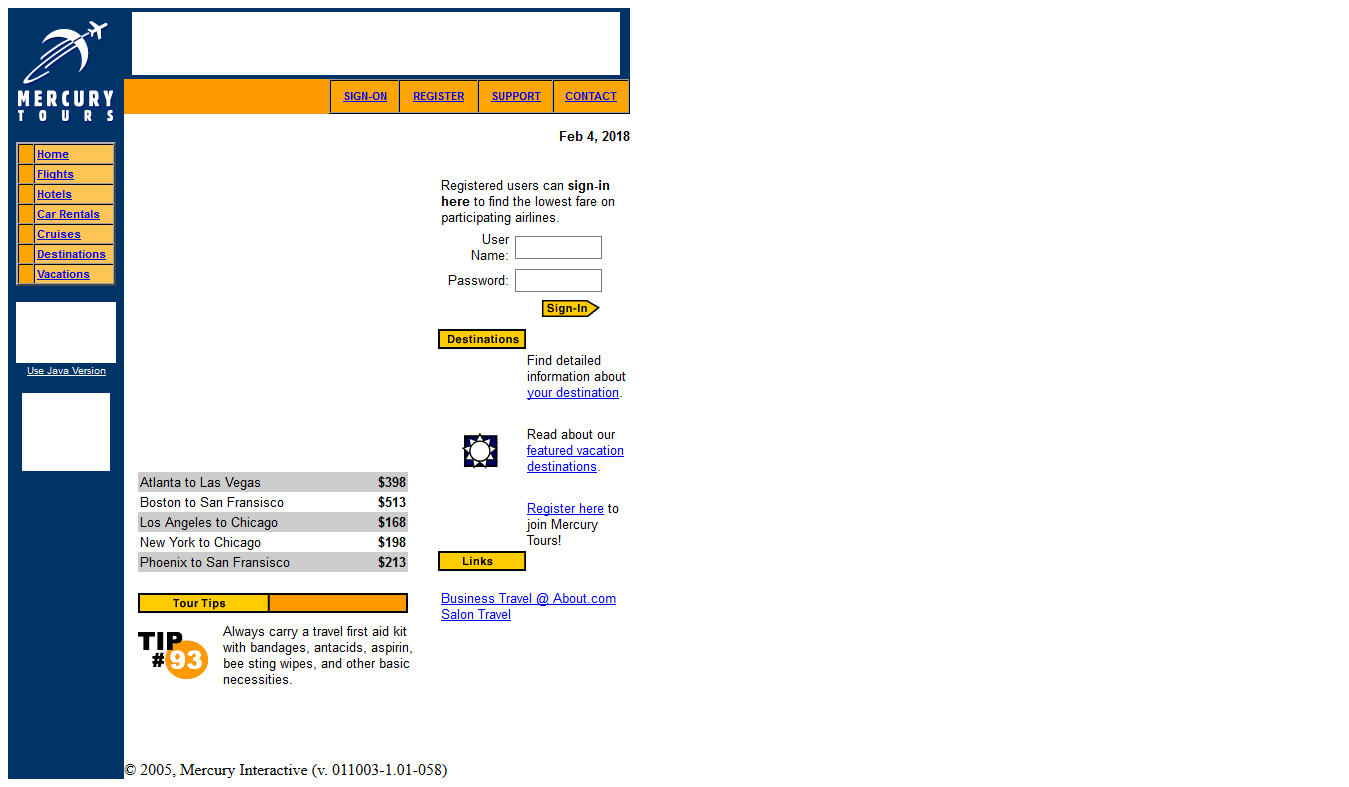 MERCURY
TOURS
SIGN-ON REGISTER SUPPORT CONTACT
Feb 4, 2018
Home
Flights
Hotels
Car Rentals
Cruises
Destinations
Vacations
Use Java Version
Atlanta to Las Vegas $398
Boston to San Fransisco $513
Los Angeles to Chicago $168
New York to Chicago $198
Phoenix to San Fransisco $213
Tour Tips
TIP
#93
Always carry a travel first aid kit
with bandages, antacids, aspirin,
bee sting wipes, and other basic
necessities.
Registered users can sign-in
here to find the lowest fare on
participating airlines.
User
Name:
Password:
Sign-In
Destinations
Find detailed
information about
your destination.
Read about our
featured vacation
destinations.
Register here to
join Mercury
Tours!
Links
Business Travel @ About.com
Salon Travel
© 2005, Mercury Interactive (v. 011003-1.01-058)